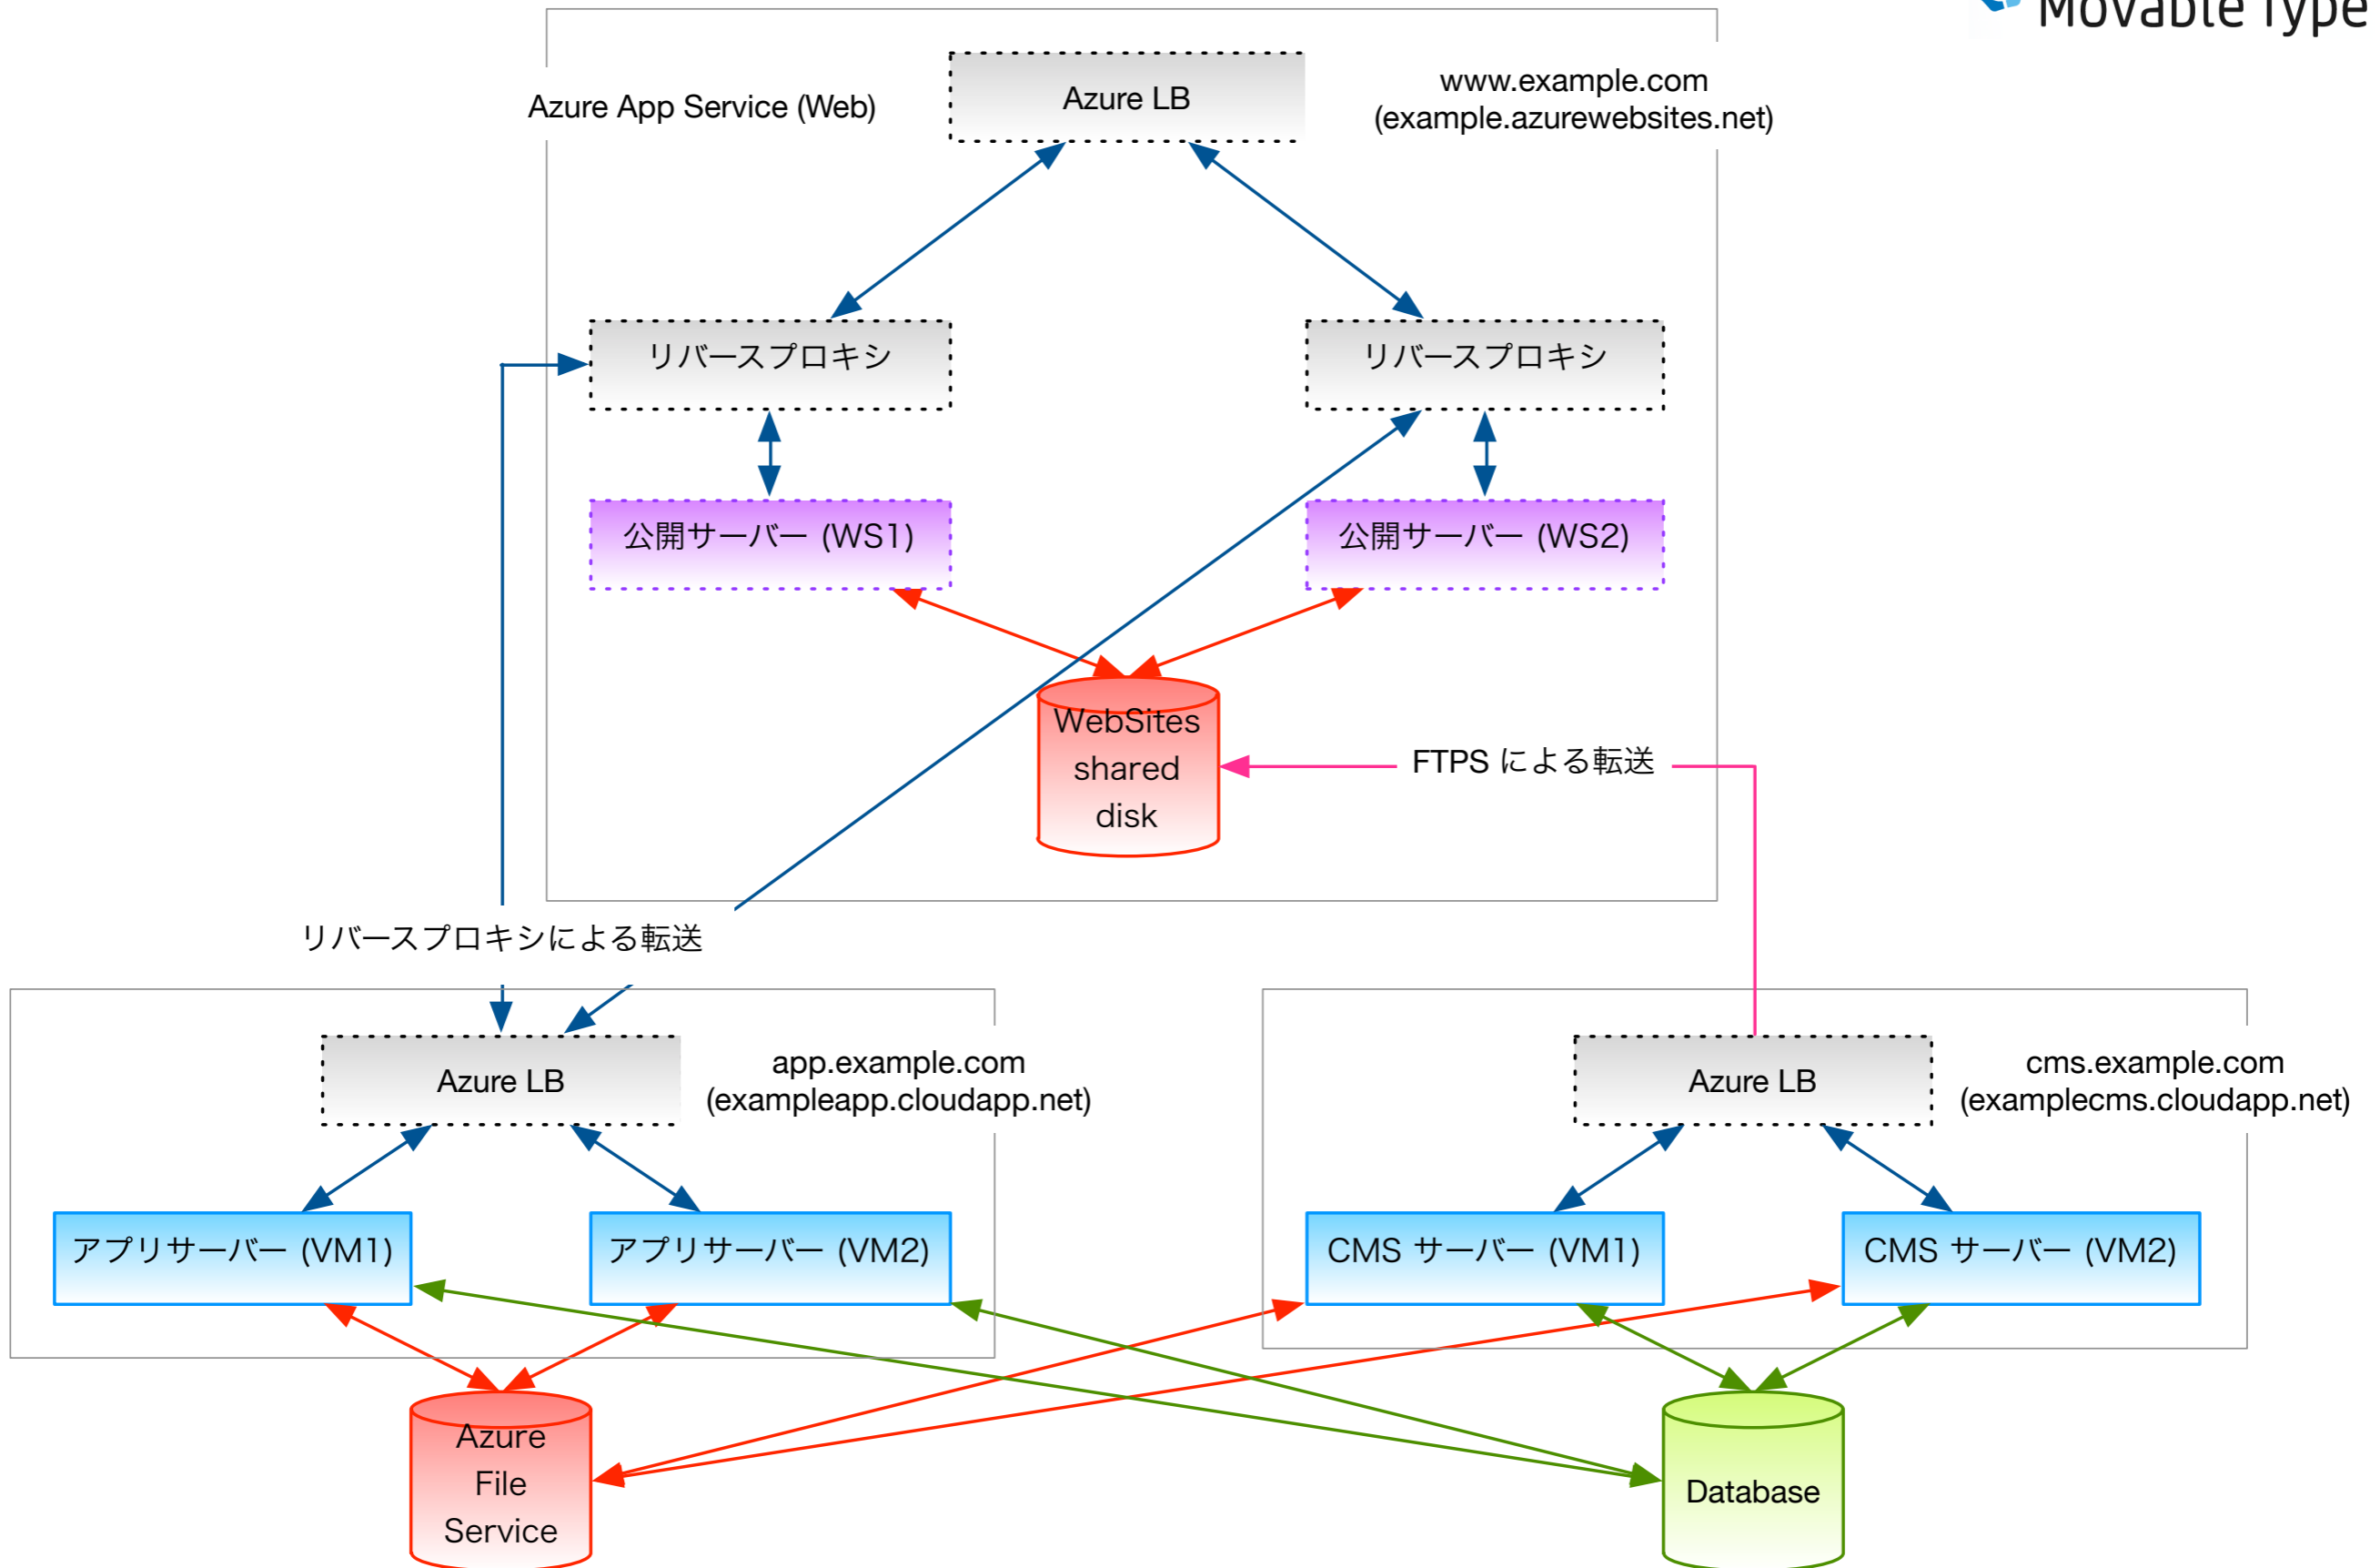 Movable Type
Azure App Service (Web)
Azure LB
www.example.com
(example.azurewebsites.net)
リバースプロキシ
リバースプロキシ
公開サーバー (WS1)
公開サーバー (WS2)
WebSites
shared
disk
FTPS による転送
リバースプロキシによる転送
Azure LB
app.example.com
(exampleapp.cloudapp.net)
Azure LB
cms.example.com
(examplecms.cloudapp.net)
アプリサーバー (VM1)
アプリサーバー (VM2)
CMS サーバー (VM1)
CMS サーバー (VM2)
Azure
File
Service
Database